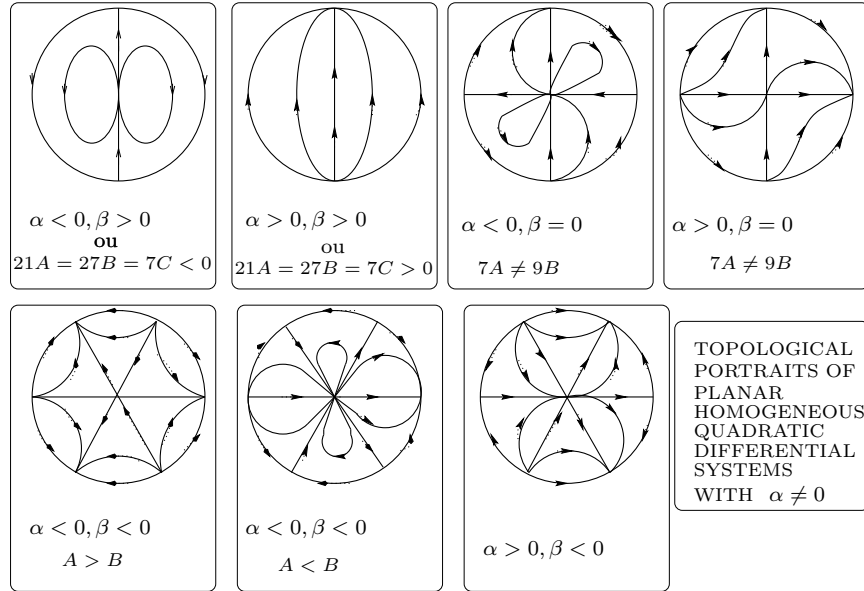 α < 0, β > 0
ou
21A = 27B = 7C < 0
α > 0, β > 0
ou
21A = 27B = 7C > 0
α < 0, β = 0
7A ≠ 9B
α > 0, β = 0
7A ≠ 9B
α < 0, β < 0
A > B
α < 0, β < 0
A < B
α > 0, β < 0
TOPOLOGICAL
PORTRAITS OF
PLANAR
HOMOGENEOUS
QUADRATIC
DIFFERENTIAL
SYSTEMS
WITH α ≠ 0